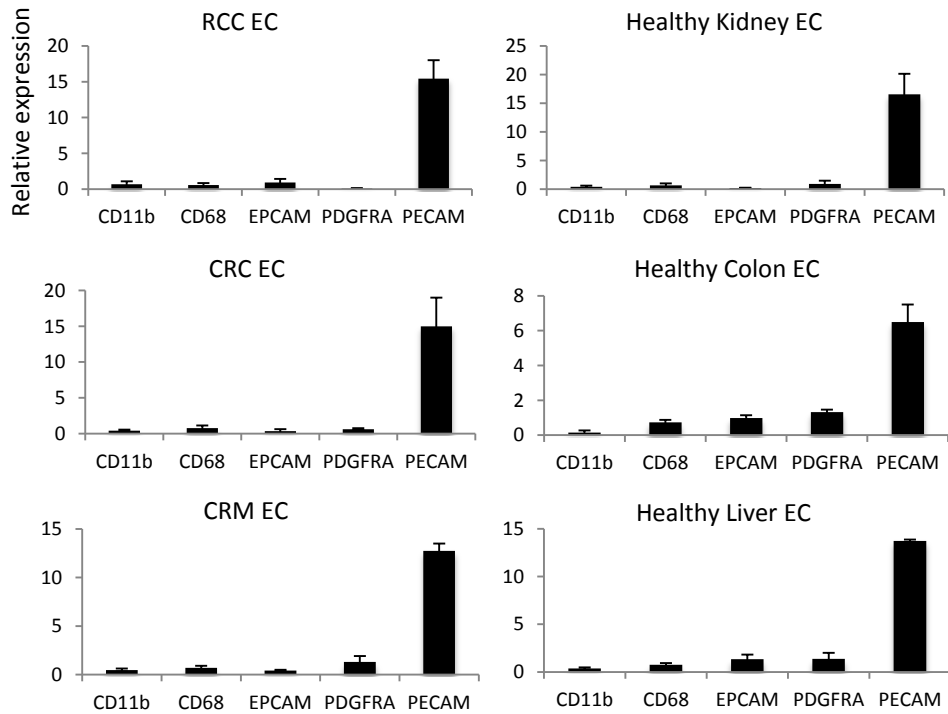 RCC EC
Relative expression
20
15
10
5
0
CD11b CD68 EPCAM PDGFRA PECAM
Healthy Kidney EC
25
20
15
10
5
0
CD11b CD68 EPCAM PDGFRA PECAM
CRC EC
20
15
10
5
0
CD11b CD68 EPCAM PDGFRA PECAM
Healthy Colon EC
8
6
4
2
0
CD11b CD68 EPCAM PDGFRA PECAM
CRM EC
15
10
5
0
CD11b CD68 EPCAM PDGFRA PECAM
Healthy Liver EC
15
10
5
0
CD11b CD68 EPCAM PDGFRA PECAM